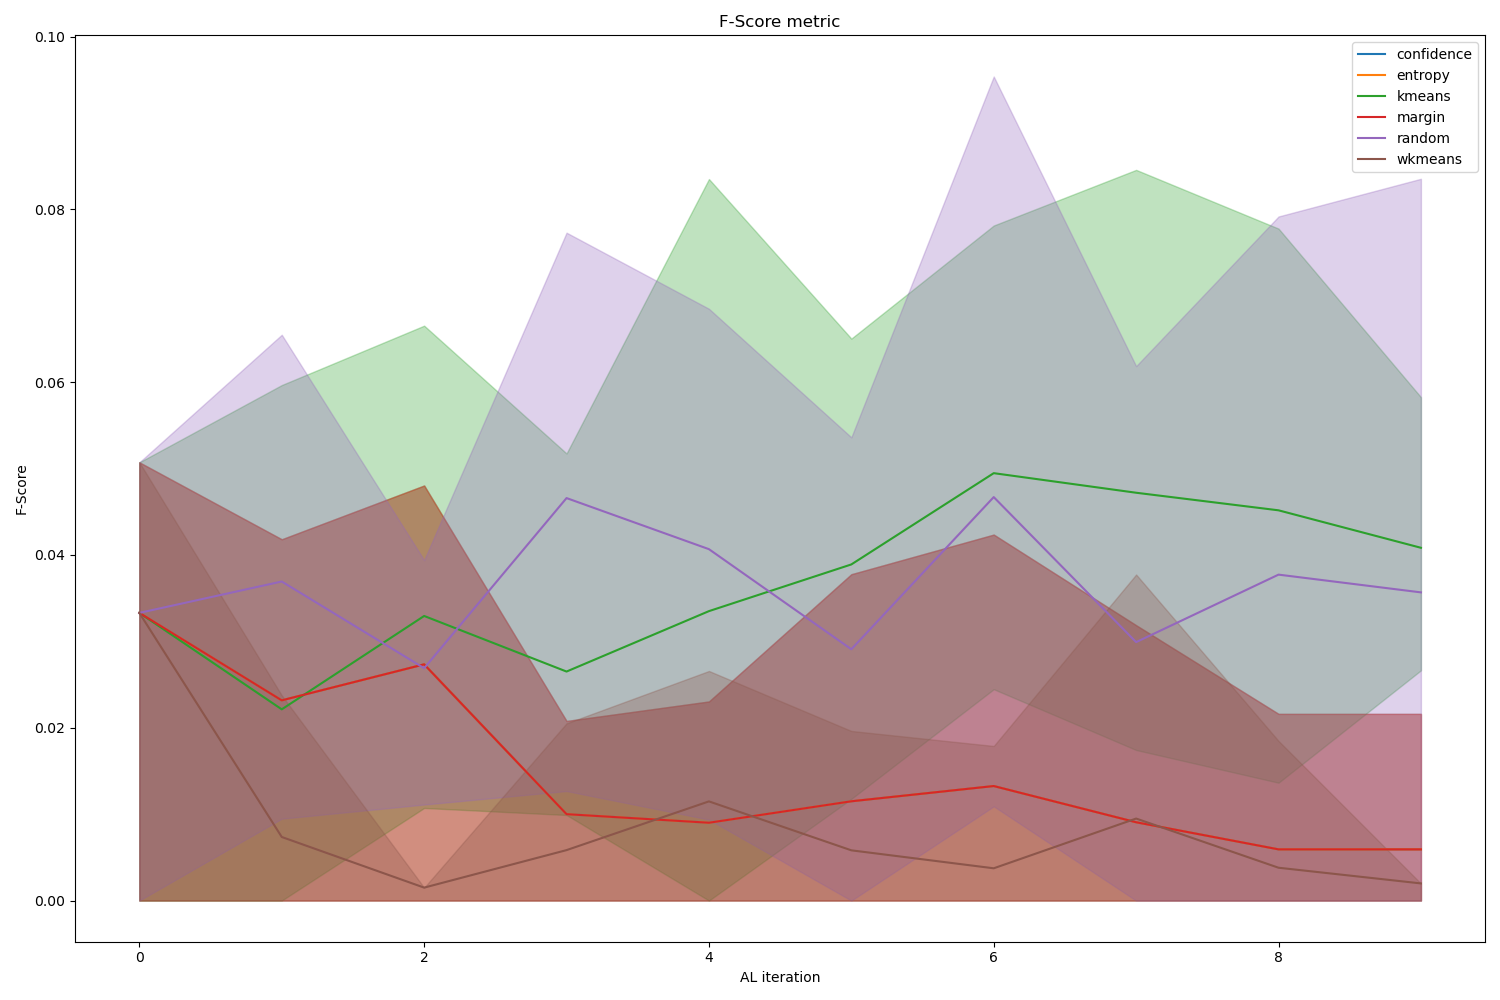 F-Score metric
0.10
0.08
0.06
0.04
0.02
0.00
F-Score
0
2
4
6
8
AL iteration
confidence
entropy
kmeans
margin
random
wkmeans